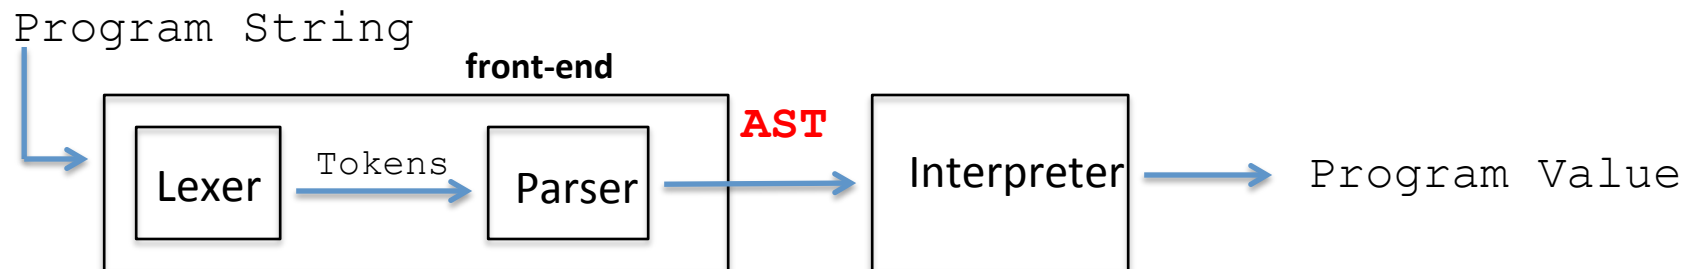 Program String
front-end
AST
Lexer
Tokens
Parser
Interpreter
Program Value